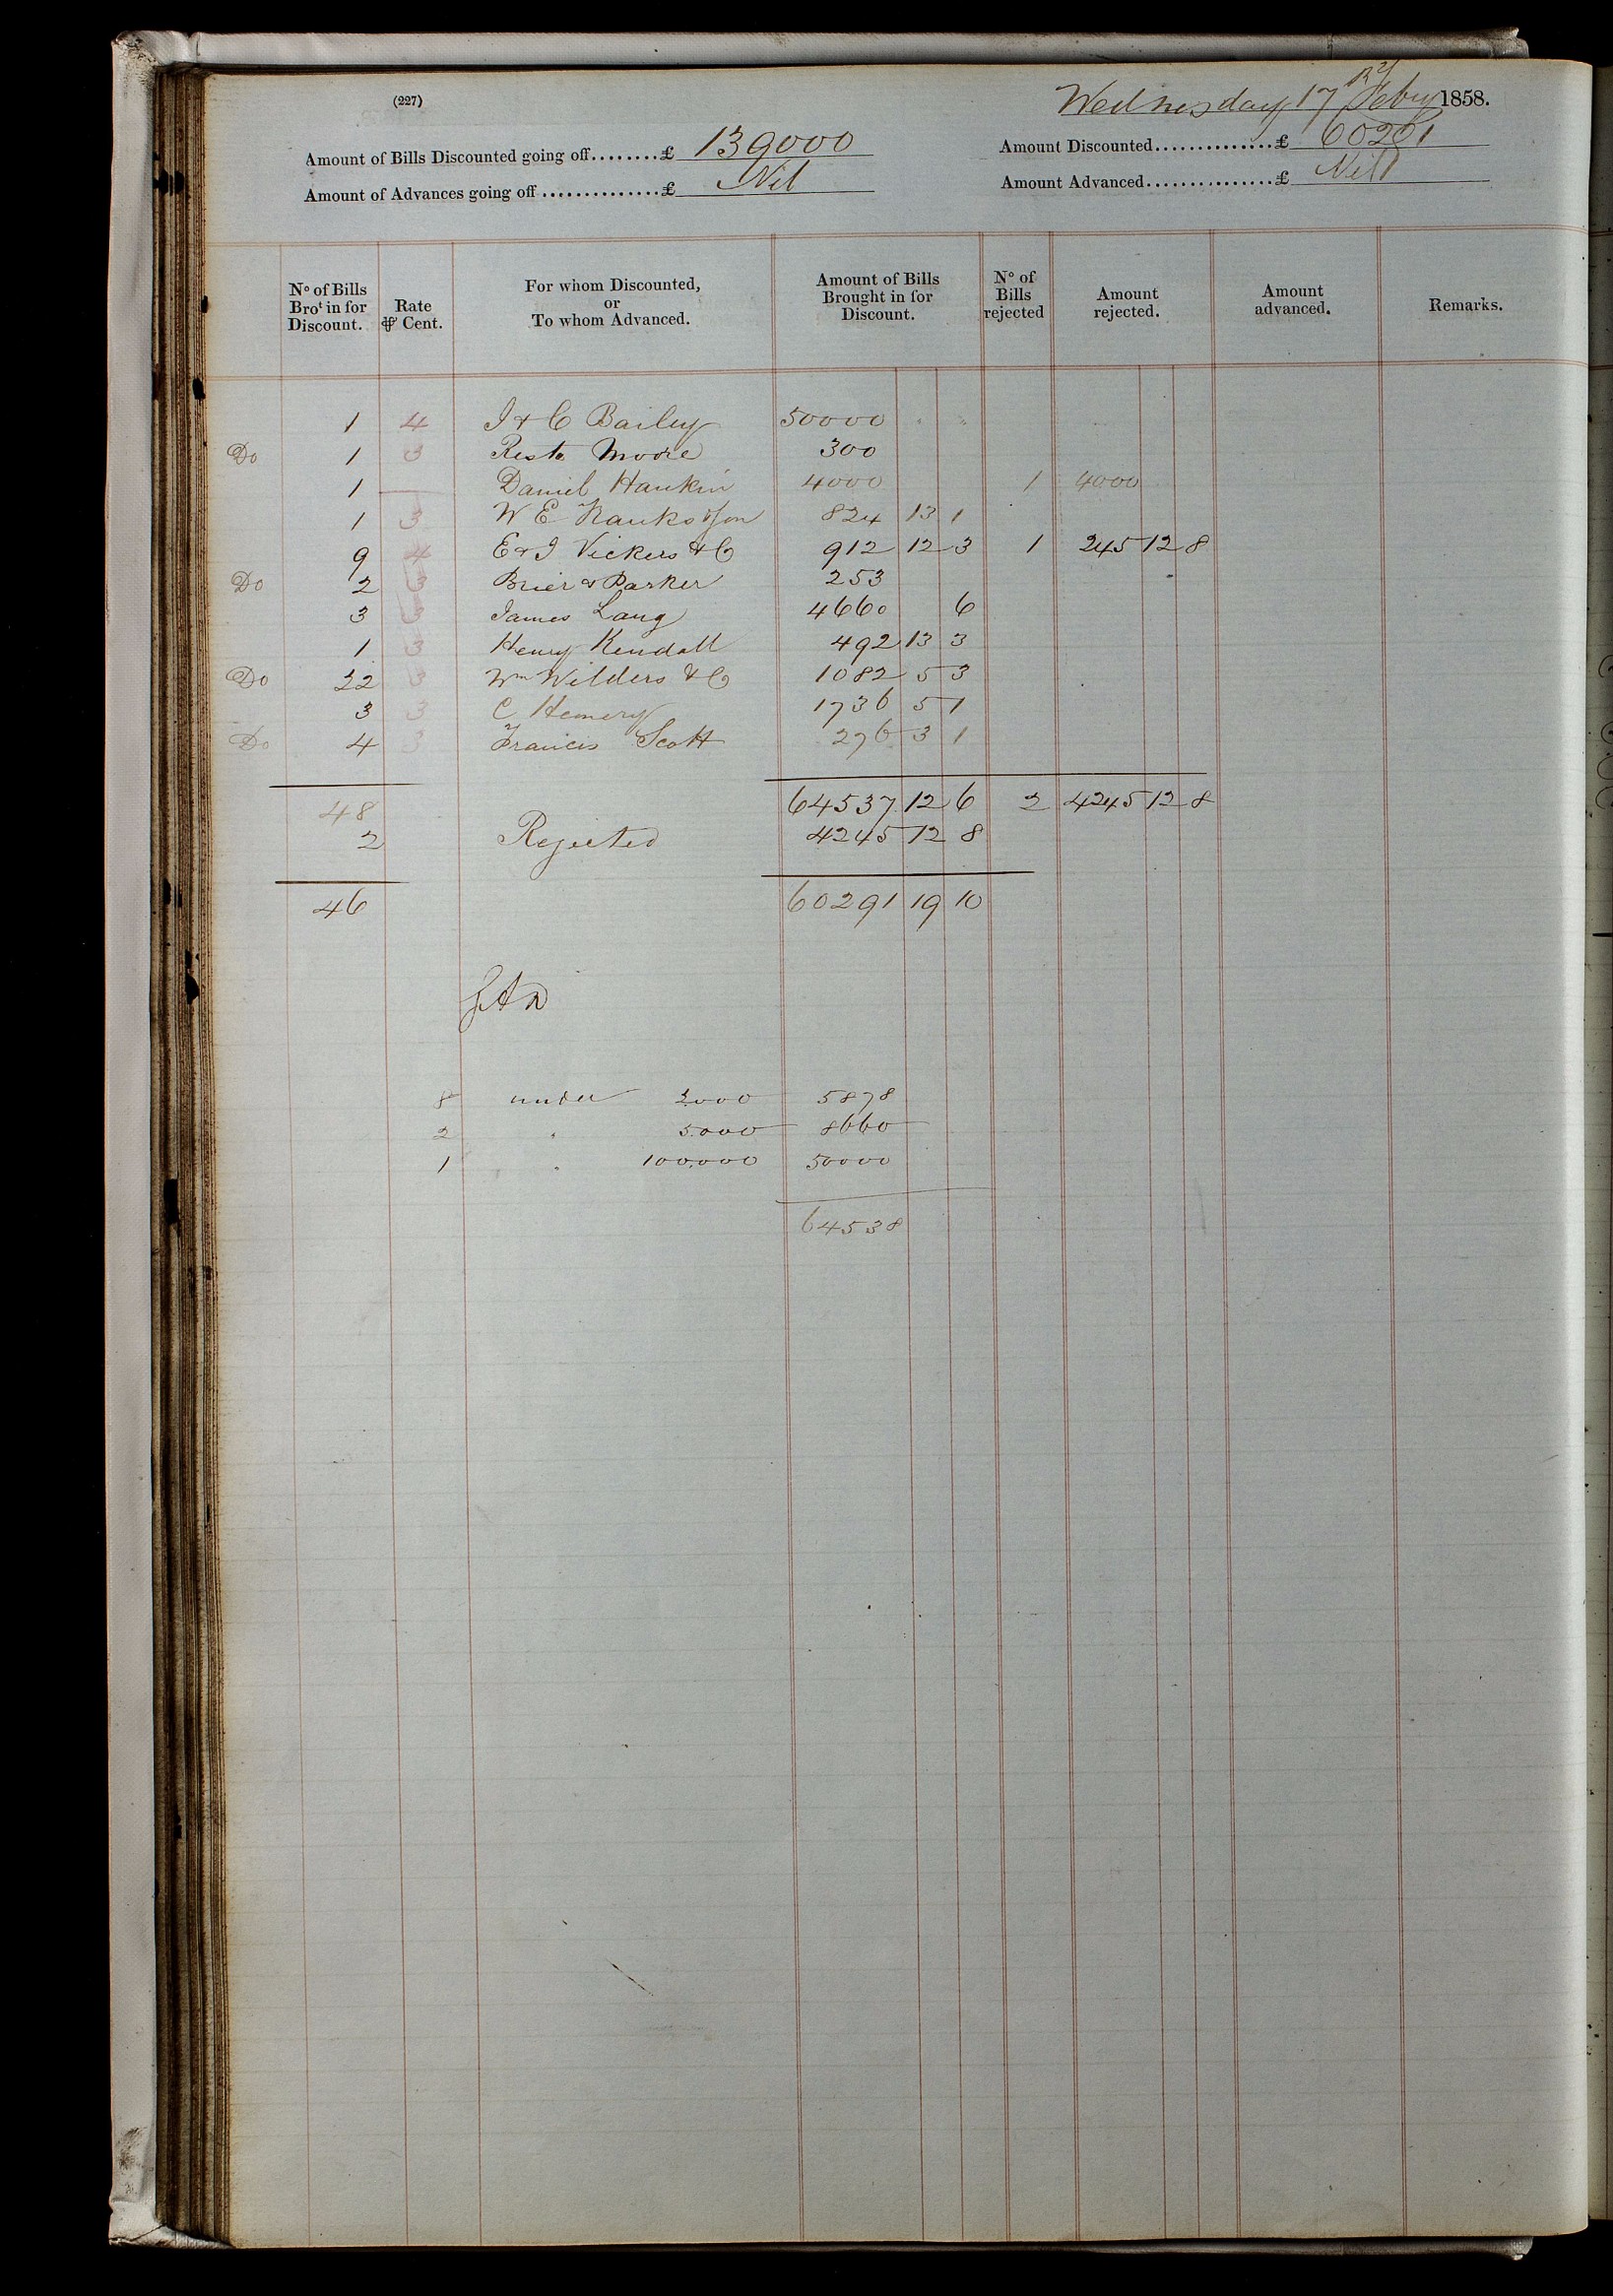 (227)
Wednesday 17 Feby 1858.
Amount of Bills Discounted going off........£ 139000
Amount Discounted...............£ 60291
Amount of Advances going off...............£ Nil
Amount Advanced...............£ Nil
Nº of Bills Broᵗ in for Discount. Rate ⅌ Cent. For whom Discounted, or To whom Advanced. Amount of Bills Brought in for Discount. Nº of Bills rejected Amount rejected. Amount advanced. Remarks.
1 4 J & C Bailey 50000 " "
Do 1 3 Moore 300
1 — Daniel Hankin 4000 1 4000
1 3 W E & Son 824 13 1
9 4 E & J Vickers & Co 912 12 3 1 245 12 8
Do 2 3 Brier & Parker 253
3 3 James Lang 4660 6
1 3 Henry Kendall 492 13 3
Do 22 3 Wm Wilders & Co 1082 5 3
3 3 C Hemery 1736 5 1
Do 4 3 Francis Scott 276 3 1
48 64537 12 6 2 4245 12 8
2 Rejected 4245 12 8
46 60291 19 10
8 under 2000 5878
2 " 5000 8660
1 " 100,000 50000
64538